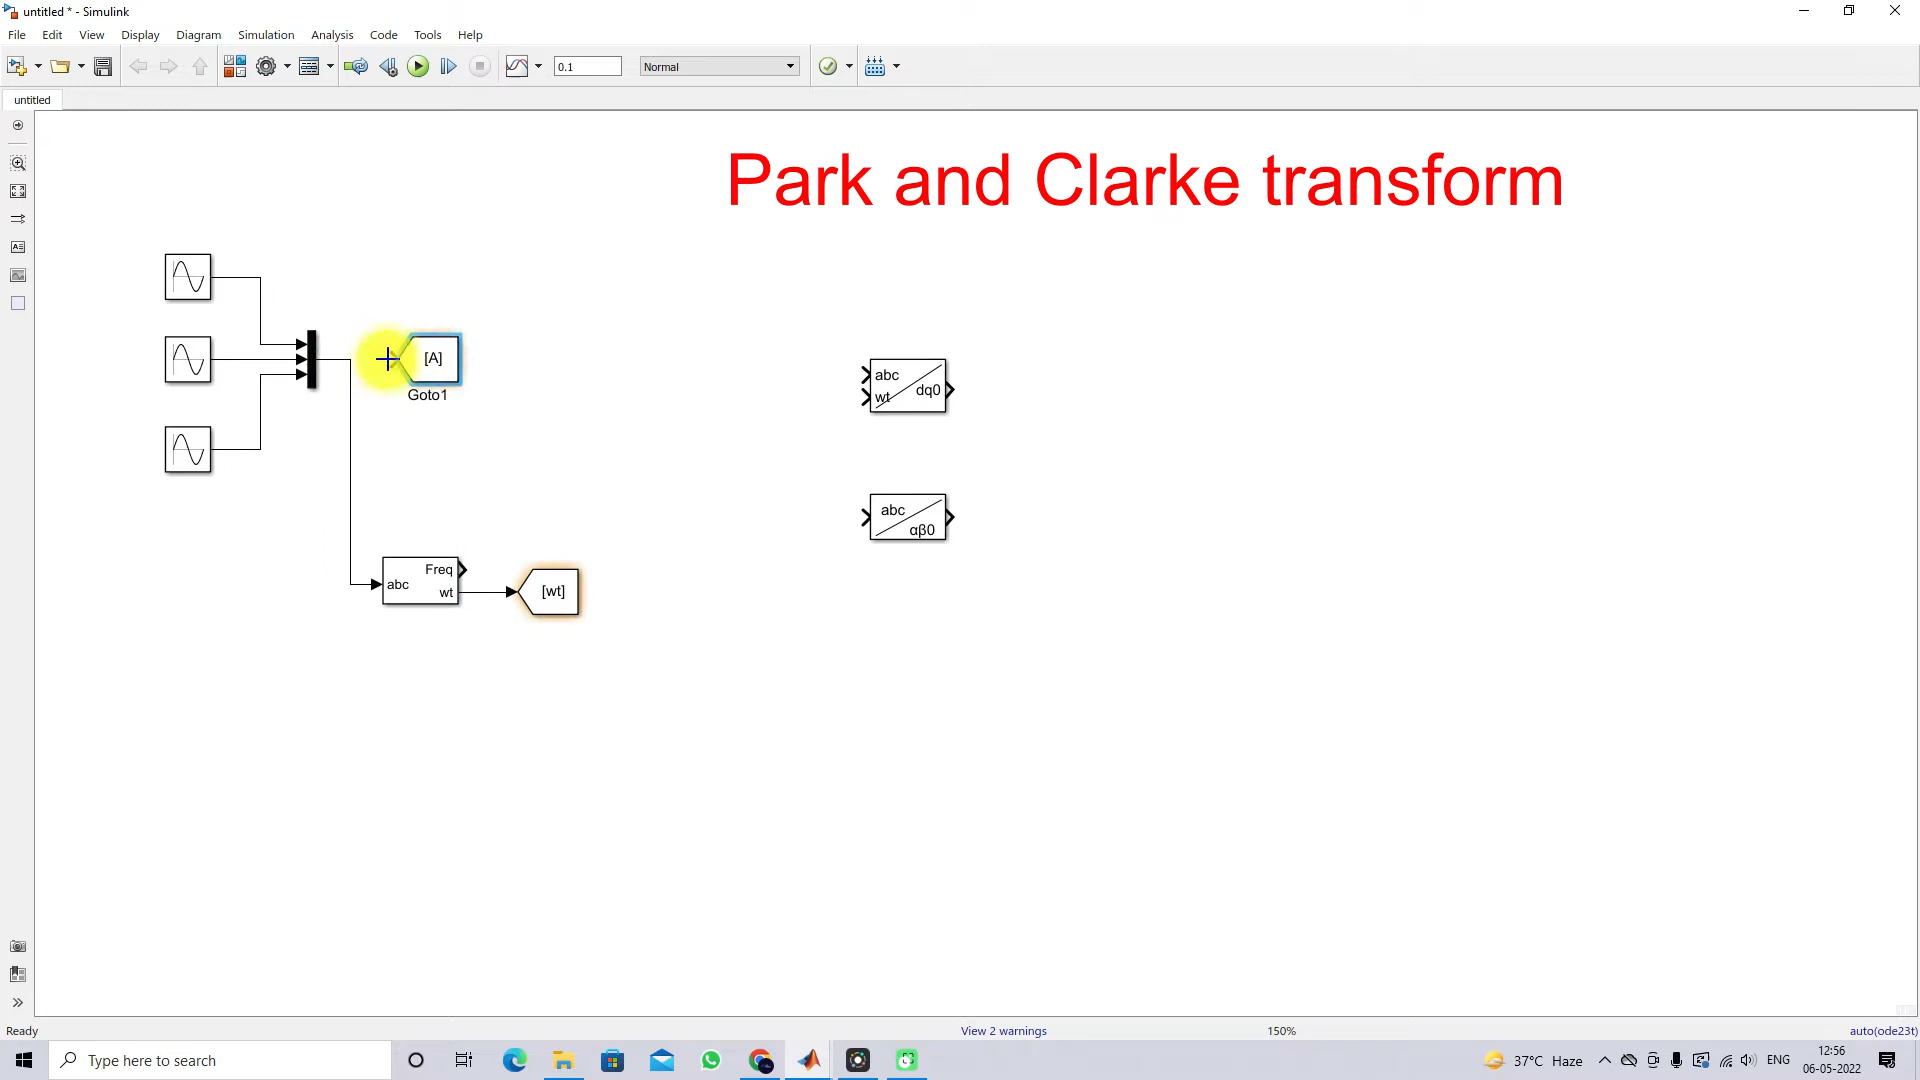 untitled * - Simulink
File Edit View Display Diagram Simulation Analysis Code Tools Help
0.1 Normal
untitled
Park and Clarke transform
[A]
Goto1
abc
wt
dq0
abc
αβ0
Freq
abc
wt
[wt]
Ready View 2 warnings 150% auto(ode23t)
Type here to search 37°C Haze ENG 12:56
06-05-2022